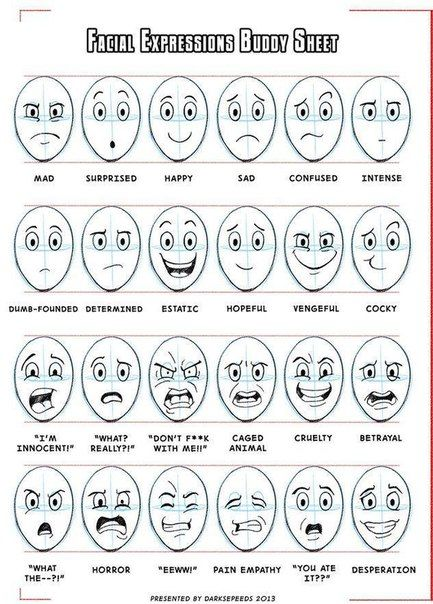 FACIAL EXPRESSIONS BUDDY SHEET
MAD SURPRISED HAPPY SAD CONFUSED INTENSE
DUMB-FOUNDED DETERMINED ESTATIC HOPEFUL VENGEFUL COCKY
"I'M INNOCENT!" "WHAT? REALLY?!" "DON'T F**K WITH ME!!" CAGED ANIMAL CRUELTY BETRAYAL
"WHAT THE--?!" HORROR "EEWW!" PAIN EMPATHY "YOU ATE IT??" DESPERATION
PRESENTED BY DARKSEPEEDS 2013